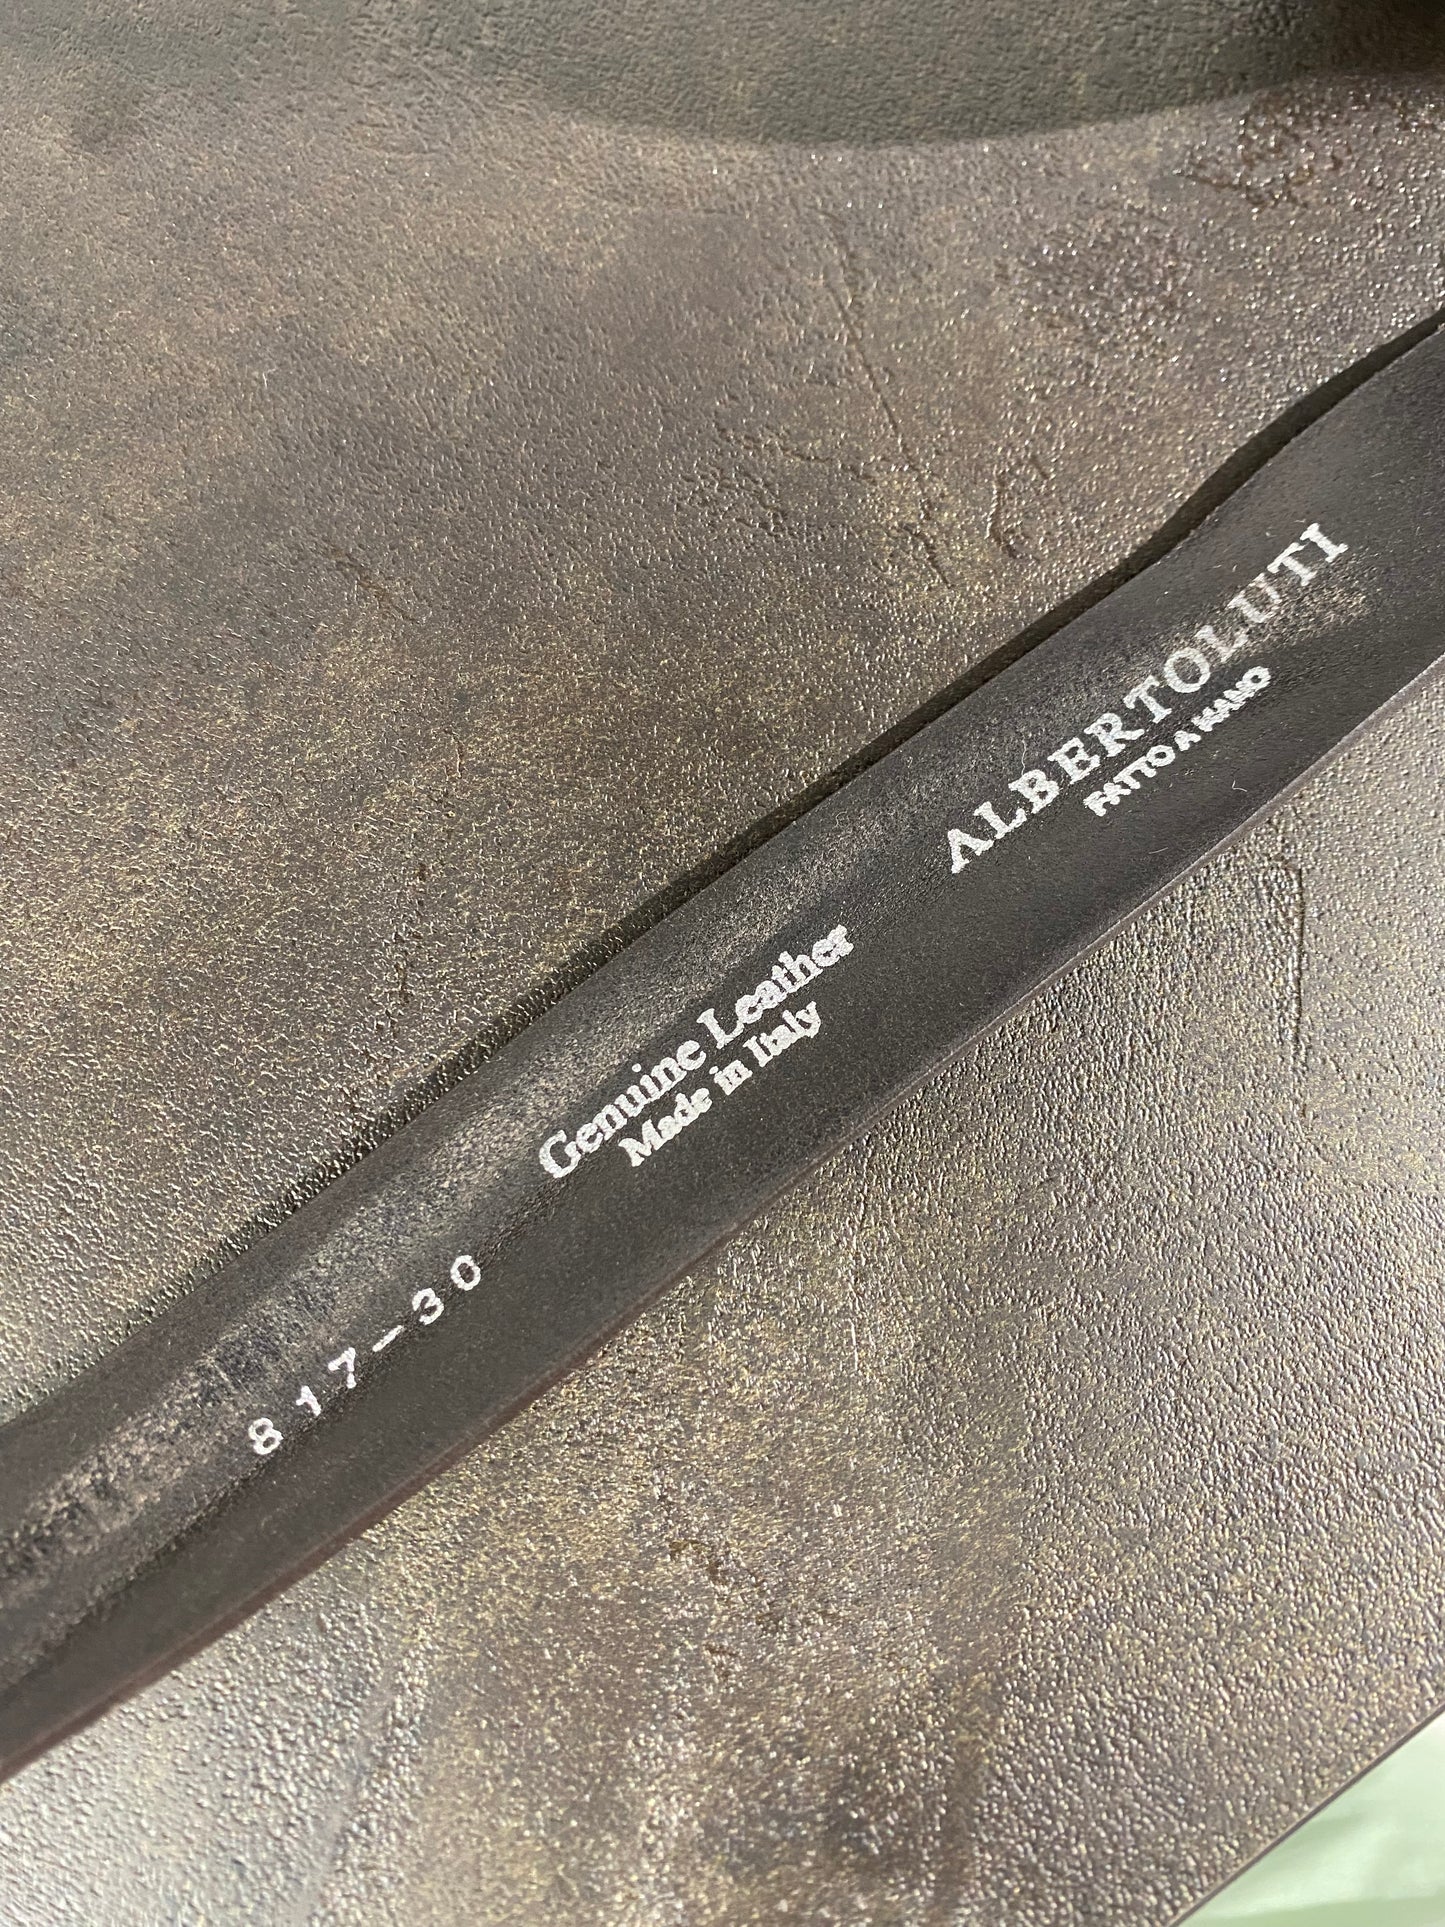 ALBERTOLUTI
FATTO A MANO
Genuine Leather
Made in Italy
817-30